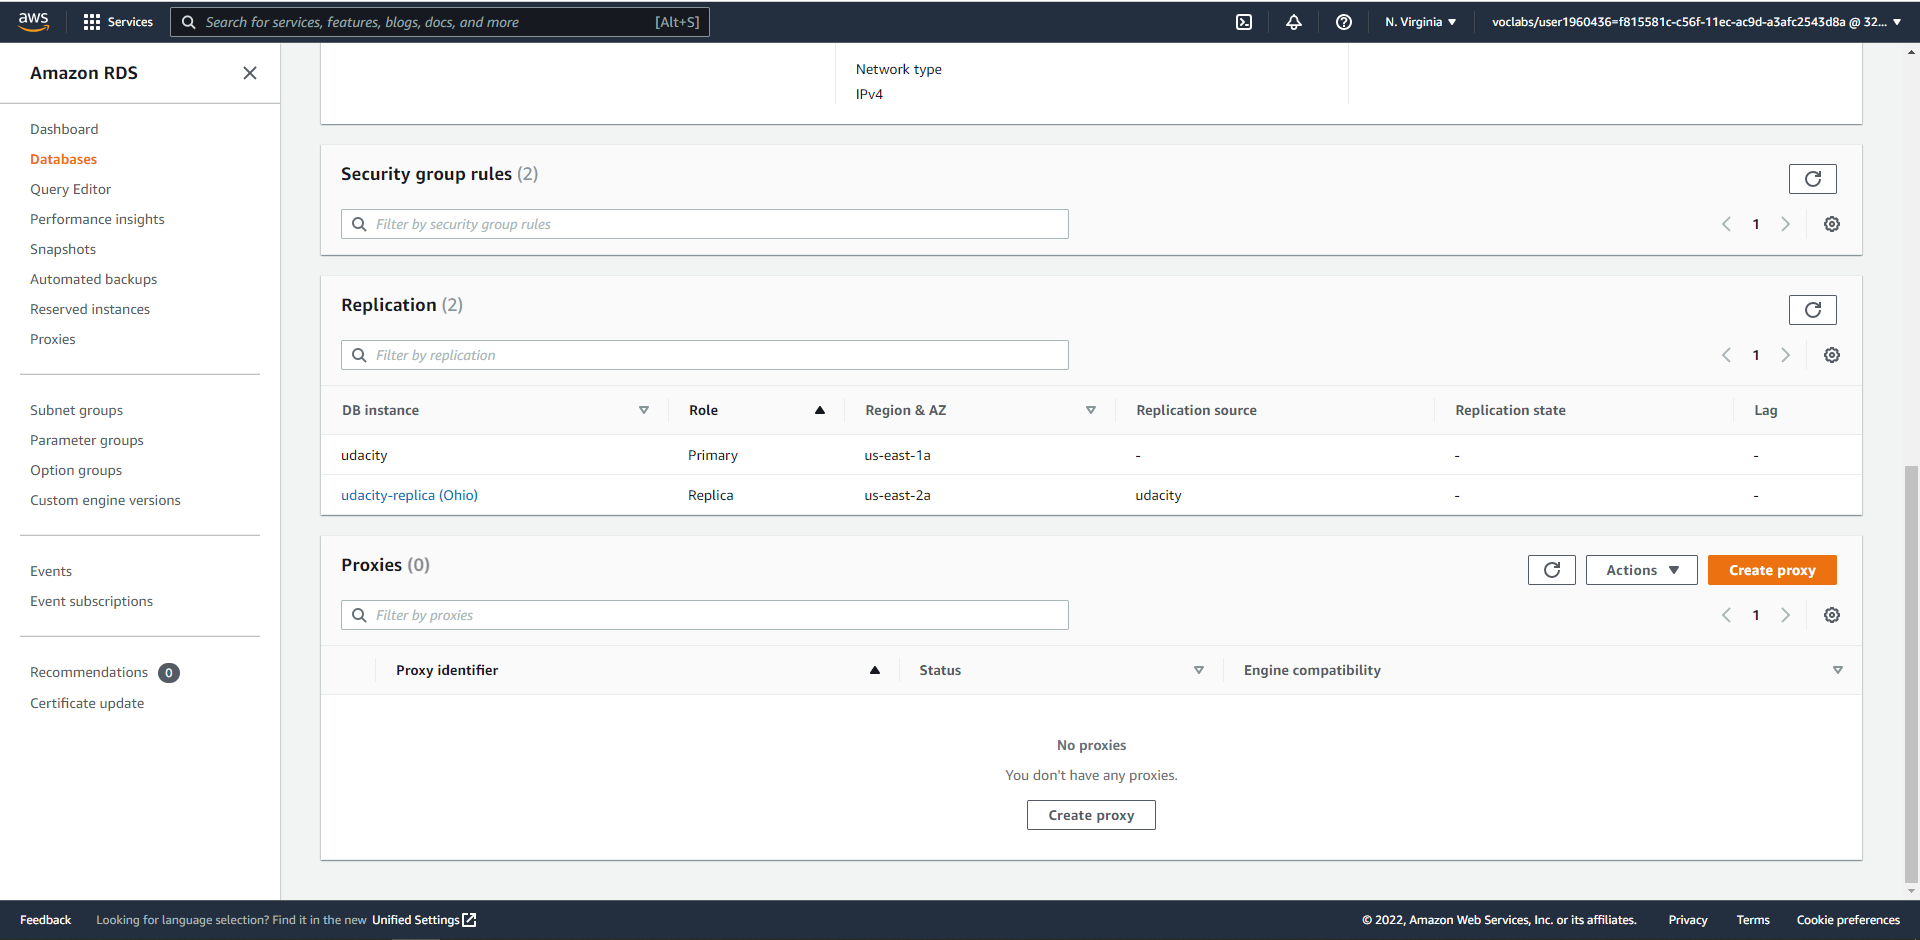 aws
Services
Search for services, features, blogs, docs, and more [Alt+S]
N. Virginia
voclabs/user1960436=f815581c-c56f-11ec-ac9d-a3afc2543d8a @ 32...
Amazon RDS
Dashboard
Databases
Query Editor
Performance insights
Snapshots
Automated backups
Reserved instances
Proxies
Subnet groups
Parameter groups
Option groups
Custom engine versions
Events
Event subscriptions
Recommendations 0
Certificate update
Network type
IPv4
Security group rules (2)
Filter by security group rules
1
Replication (2)
Filter by replication
1
DB instance Role Region & AZ Replication source Replication state Lag
udacity Primary us-east-1a - - -
udacity-replica (Ohio) Replica us-east-2a udacity - -
Proxies (0)
Actions
Create proxy
Filter by proxies
1
Proxy identifier Status Engine compatibility
No proxies
You don't have any proxies.
Create proxy
Feedback Looking for language selection? Find it in the new Unified Settings
© 2022, Amazon Web Services, Inc. or its affiliates. Privacy Terms Cookie preferences